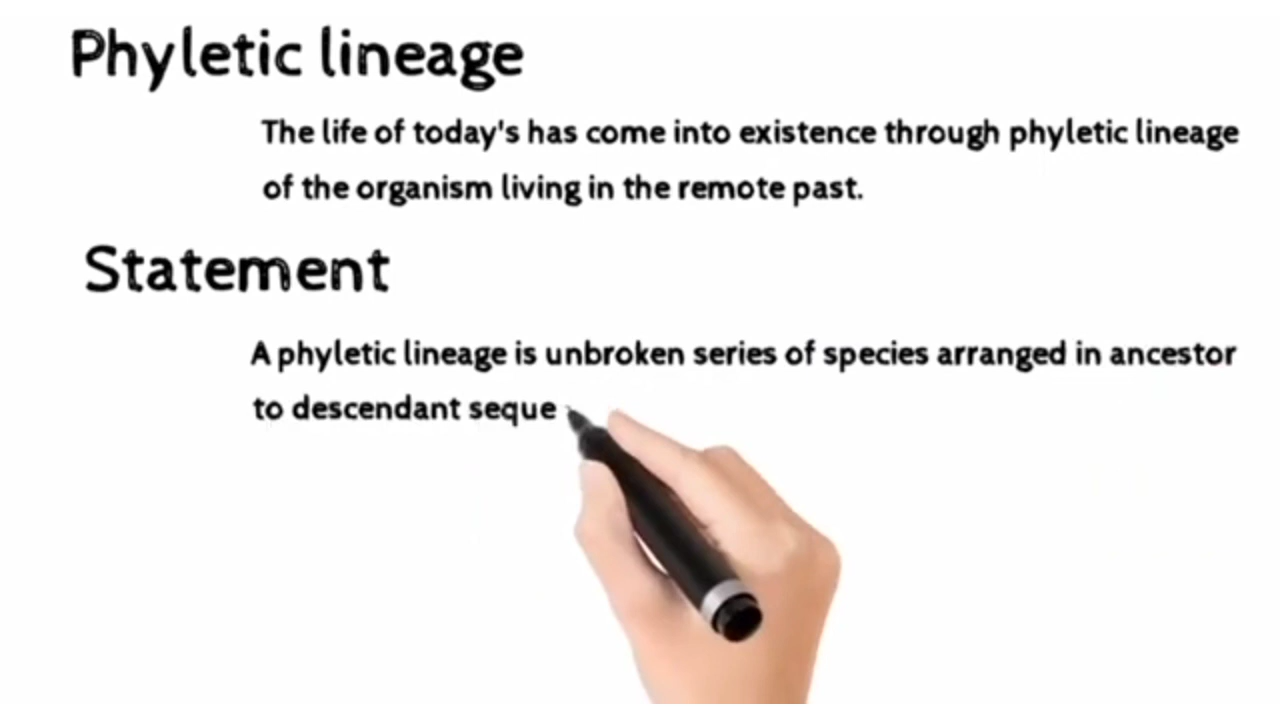 Phyletic lineage
The life of today's has come into existence through phyletic lineage
of the organism living in the remote past.
Statement
A phyletic lineage is unbroken series of species arranged in ancestor
to descendant seque